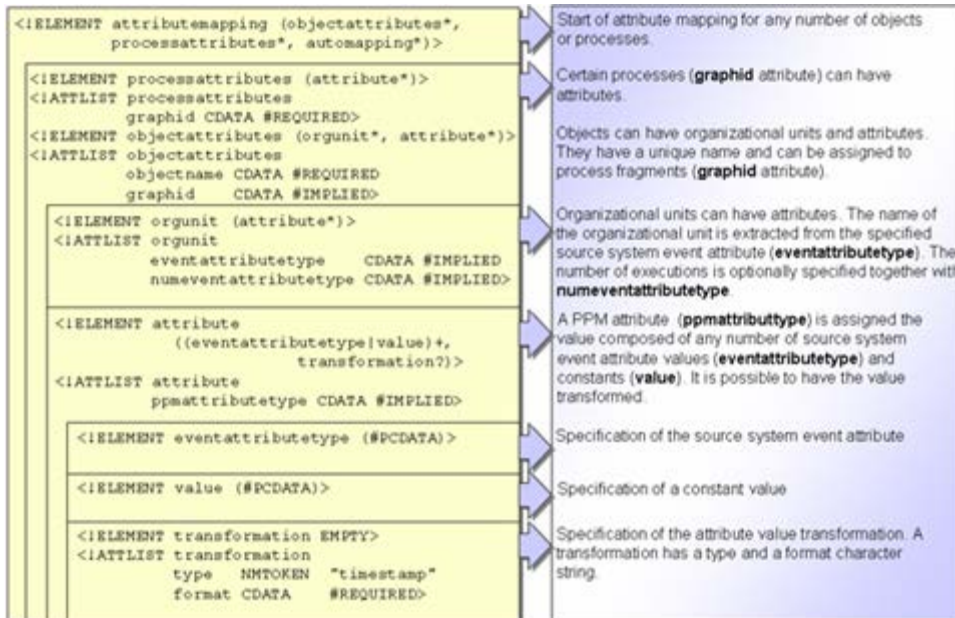 <!ELEMENT attributemapping (objectattributes*,
processattributes*, automapping*)>
Start of attribute mapping for any number of objects
or processes.
<!ELEMENT processattributes (attribute*)>
<!ATTLIST processattributes
graphid CDATA #REQUIRED>
<!ELEMENT objectattributes (orgunit*, attribute*)>
<!ATTLIST objectattributes
objectname CDATA #REQUIRED
graphid CDATA #IMPLIED>
Certain processes (graphid attribute) can have
attributes.
Objects can have organizational units and attributes.
They have a unique name and can be assigned to
process fragments (graphid attribute).
<!ELEMENT orgunit (attribute*)>
<!ATTLIST orgunit
eventattributetype CDATA #IMPLIED
numeventattributetype CDATA #IMPLIED>
Organizational units can have attributes. The name of
the organizational unit is extracted from the specified
source system event attribute (eventattributetype). The
number of executions is optionally specified together with
numeventattributetype.
<!ELEMENT attribute
((eventattributetype|value)+,
transformation?)>
<!ATTLIST attribute
ppmattributetype CDATA #IMPLIED>
A PPM attribute (ppmattributtype) is assigned the
value composed of any number of source system
event attribute values (eventattributetype) and
constants (value). It is possible to have the value
transformed.
<!ELEMENT eventattributetype (#PCDATA)>
Specification of the source system event attribute
<!ELEMENT value (#PCDATA)>
Specification of a constant value
<!ELEMENT transformation EMPTY>
<!ATTLIST transformation
type NMTOKEN "timestamp"
format CDATA #REQUIRED>
Specification of the attribute value transformation. A
transformation has a type and a format character
string.